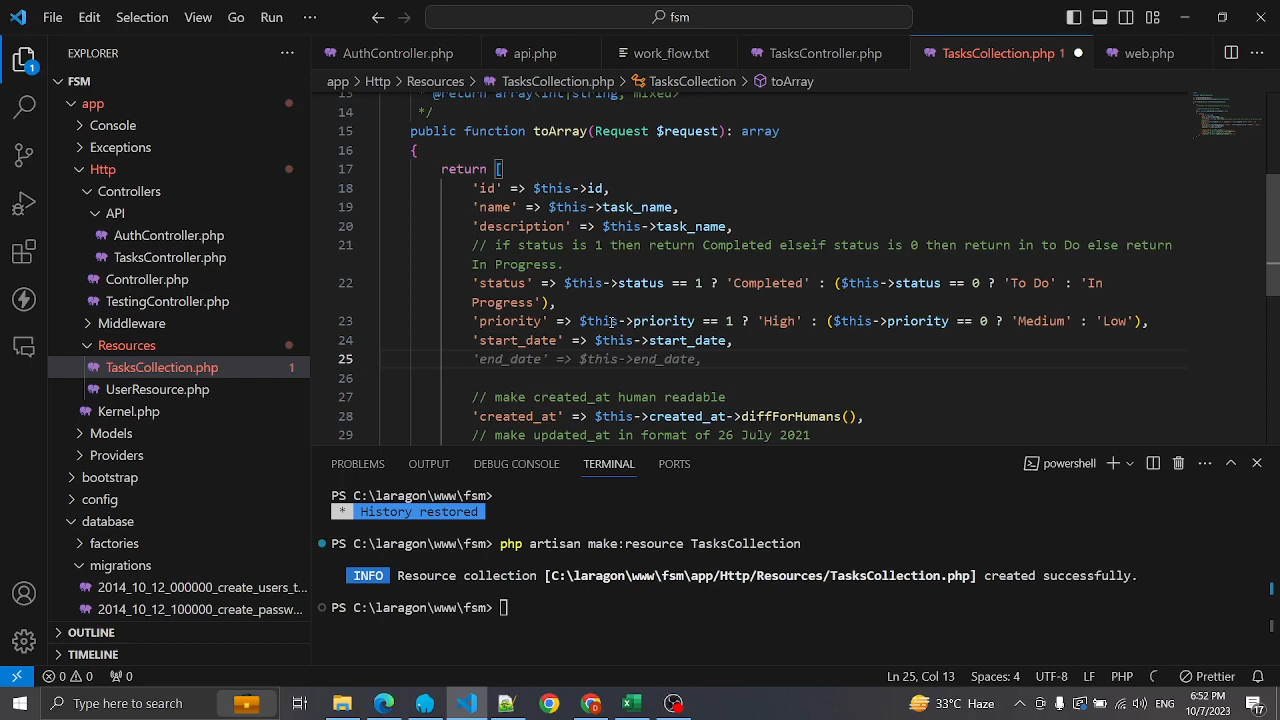 File Edit Selection View Go Run ··· fsm
EXPLORER ···
FSM
app
Console
Exceptions
Http
Controllers
API
AuthController.php
TasksController.php
Controller.php
TestingController.php
Middleware
Resources
TasksCollection.php 1
UserResource.php
Kernel.php
Models
Providers
bootstrap
config
database
factories
migrations
2014_10_12_000000_create_users_t...
2014_10_12_100000_create_passw...
OUTLINE
TIMELINE
AuthController.php api.php work_flow.txt TasksController.php TasksCollection.php 1 web.php
app > Http > Resources > TasksCollection.php > TasksCollection > toArray
13 * @return array<int|string, mixed>
14 */
15 public function toArray(Request $request): array
16 {
17 return [
18 'id' => $this->id,
19 'name' => $this->task_name,
20 'description' => $this->task_name,
21 // if status is 1 then return Completed elseif status is 0 then return in to Do else return
In Progress.
22 'status' => $this->status == 1 ? 'Completed' : ($this->status == 0 ? 'To Do' : 'In
Progress'),
23 'priority' => $this->priority == 1 ? 'High' : ($this->priority == 0 ? 'Medium' : 'Low'),
24 'start_date' => $this->start_date,
25 'end_date' => $this->end_date,
26
27 // make created_at human readable
28 'created_at' => $this->created_at->diffForHumans(),
29 // make updated_at in format of 26 July 2021
PROBLEMS OUTPUT DEBUG CONSOLE TERMINAL PORTS powershell
PS C:\laragon\www\fsm>
* History restored
PS C:\laragon\www\fsm> php artisan make:resource TasksCollection
INFO Resource collection [C:\laragon\www\fsm\app/Http/Resources/TasksCollection.php] created successfully.
PS C:\laragon\www\fsm>
0 0 0 Ln 25, Col 13 Spaces: 4 UTF-8 LF PHP Prettier
Type here to search 33°C Haze ENG 6:52 PM
10/7/2023